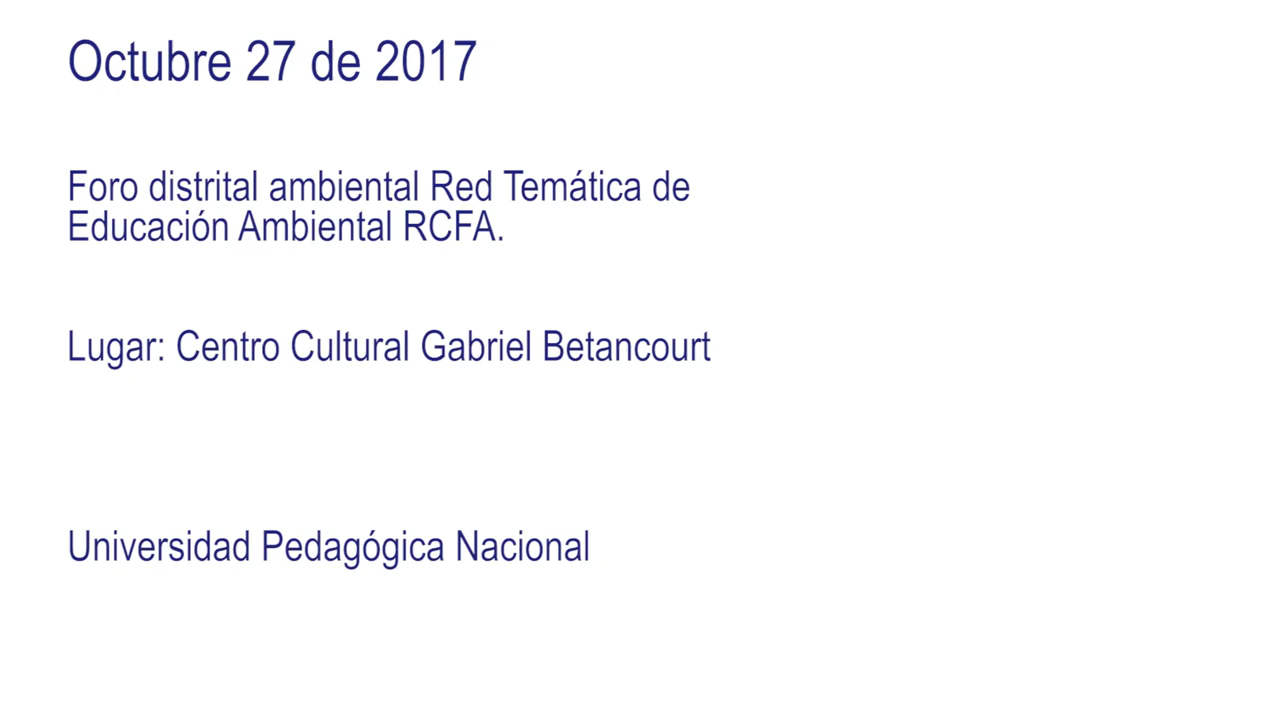 Octubre 27 de 2017
Foro distrital ambiental Red Temática de
Educación Ambiental RCFA.
Lugar: Centro Cultural Gabriel Betancourt
Universidad Pedagógica Nacional